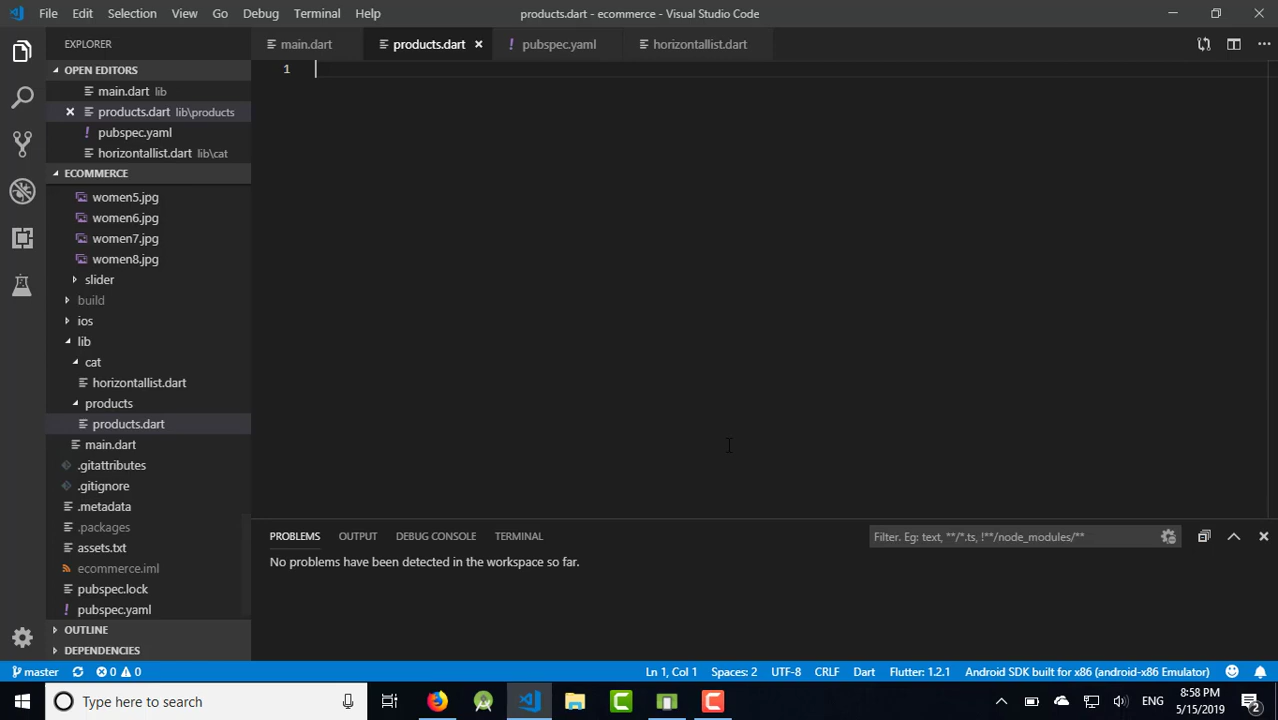 File Edit Selection View Go Debug Terminal Help
products.dart - ecommerce - Visual Studio Code
EXPLORER
main.dart
products.dart
pubspec.yaml
horizontallist.dart
OPEN EDITORS
main.dart lib
products.dart lib\products
pubspec.yaml
horizontallist.dart lib\cat
ECOMMERCE
women5.jpg
women6.jpg
women7.jpg
women8.jpg
slider
build
ios
lib
cat
horizontallist.dart
products
products.dart
main.dart
.gitattributes
.gitignore
.metadata
.packages
assets.txt
ecommerce.iml
pubspec.lock
pubspec.yaml
OUTLINE
DEPENDENCIES
1
PROBLEMS OUTPUT DEBUG CONSOLE TERMINAL
Filter. Eg: text, **/*.ts, !**/node_modules/**
No problems have been detected in the workspace so far.
master 0 0
Ln 1, Col 1 Spaces: 2 UTF-8 CRLF Dart Flutter: 1.2.1 Android SDK built for x86 (android-x86 Emulator)
Type here to search
ENG
8:58 PM
5/15/2019
2